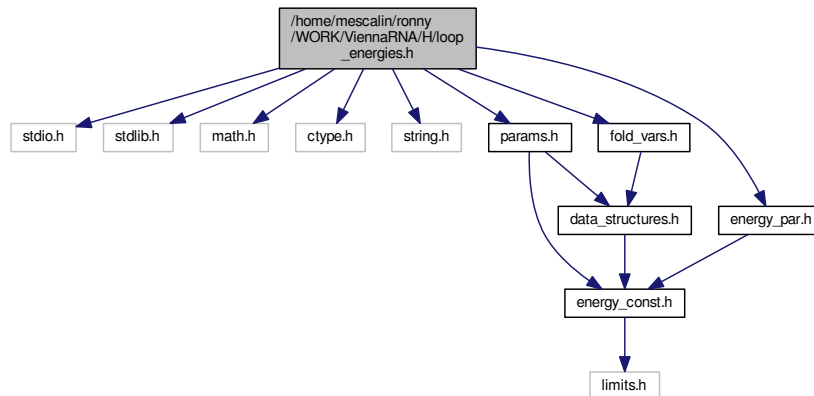 /home/mescalin/ronny
/WORK/ViennaRNA/H/loop
_energies.h
stdio.h
stdlib.h
math.h
ctype.h
string.h
params.h
fold_vars.h
data_structures.h
energy_par.h
energy_const.h
limits.h